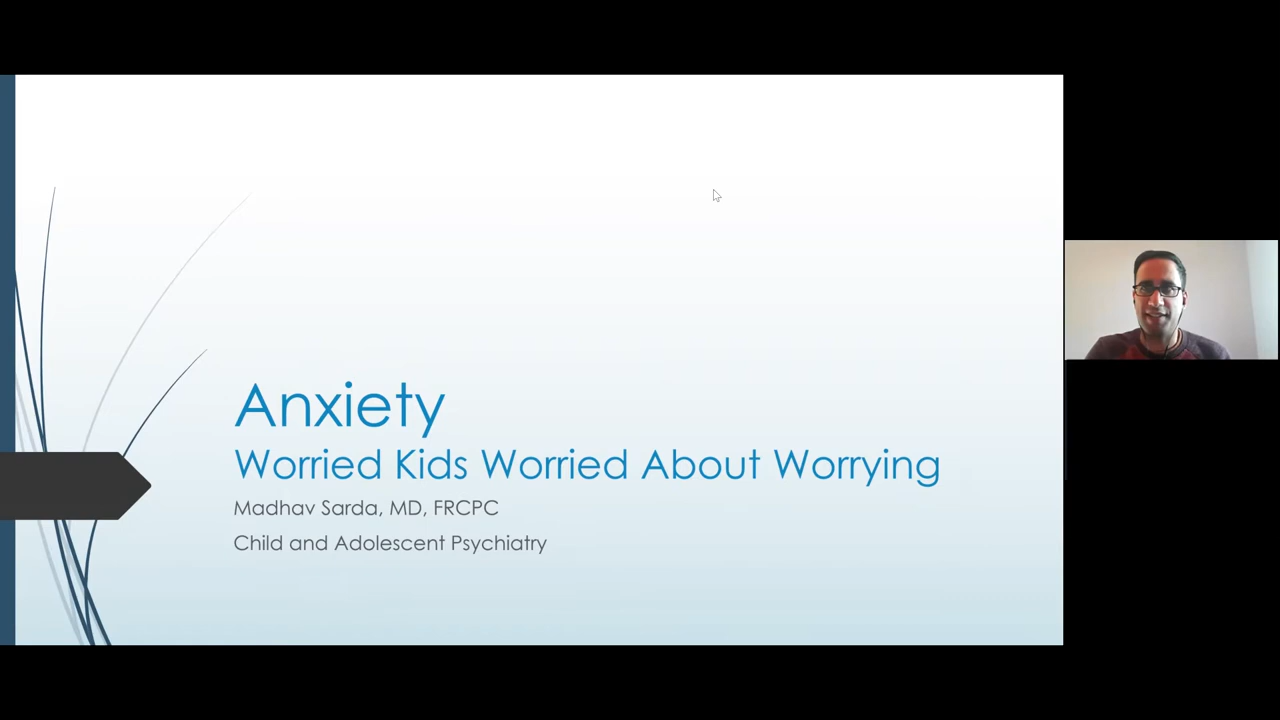 Anxiety
Worried Kids Worried About Worrying
Madhav Sarda, MD, FRCPC
Child and Adolescent Psychiatry